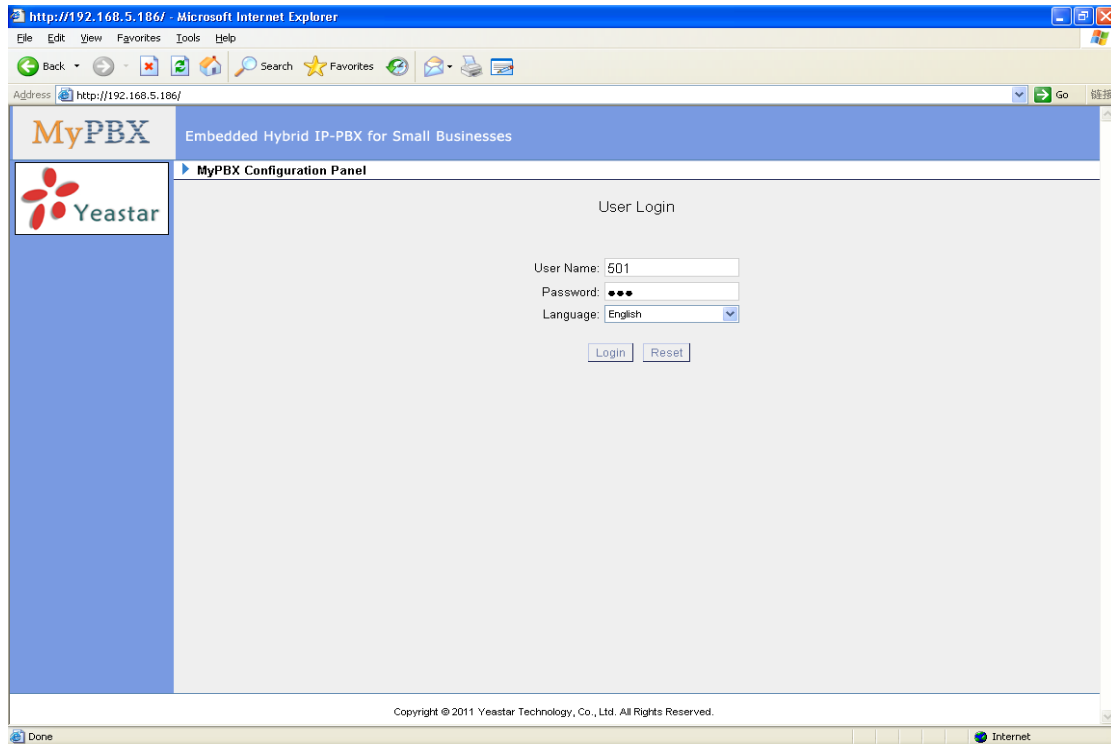 http://192.168.5.186/ - Microsoft Internet Explorer
File Edit View Favorites Tools Help
Back Search Favorites
Address http://192.168.5.186/ Go 链接
MyPBX Embedded Hybrid IP-PBX for Small Businesses
MyPBX Configuration Panel
Yeastar
User Login
User Name: 501
Password: ●●●
Language: English
Login Reset
Copyright © 2011 Yeastar Technology, Co., Ltd. All Rights Reserved.
Done Internet